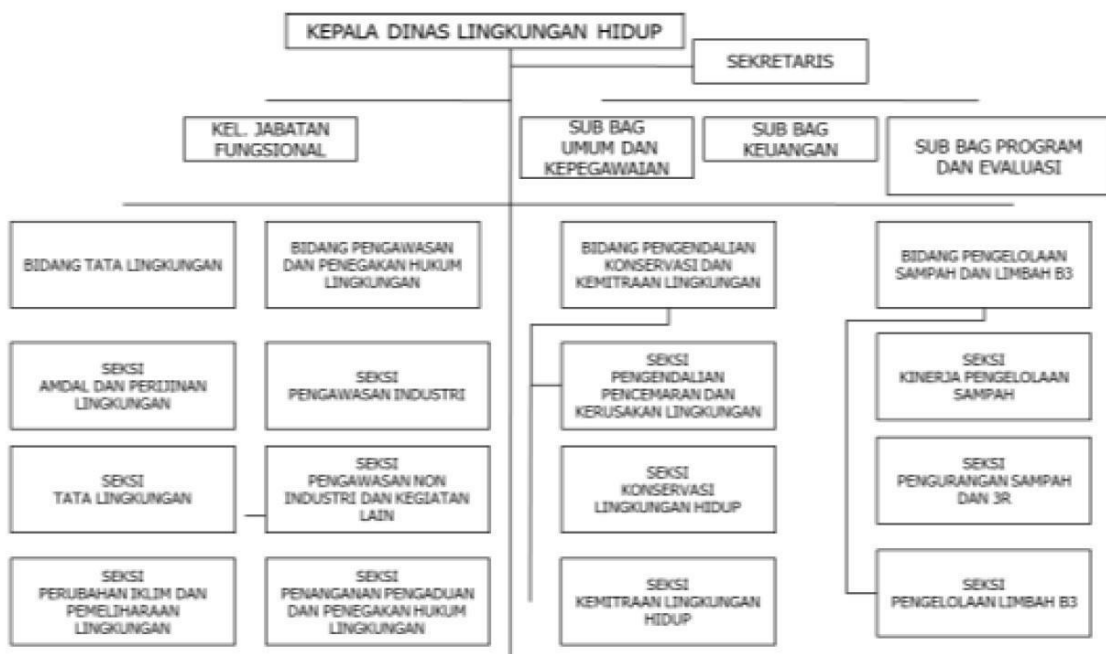 KEPALA DINAS LINGKUNGAN HIDUP
SEKRETARIS
KEL. JABATAN
FUNGSIONAL
SUB BAG
UMUM DAN
KEPEGAWAIAN
SUB BAG
KEUANGAN
SUB BAG PROGRAM
DAN EVALUASI
BIDANG TATA LINGKUNGAN
BIDANG PENGAWASAN
DAN PENEGAKAN HUKUM
LINGKUNGAN
BIDANG PENGENDALIAN
KONSERVASI DAN
KEMITRAAN LINGKUNGAN
BIDANG PENGELOLAAN
SAMPAH DAN LIMBAH B3
SEKSI
AMDAL DAN PERIJINAN
LINGKUNGAN
SEKSI
PENGAWASAN INDUSTRI
SEKSI
PENGENDALIAN
PENCEMARAN DAN
KERUSAKAN LINGKUNGAN
SEKSI
KINERJA PENGELOLAAN
SAMPAH
SEKSI
TATA LINGKUNGAN
SEKSI
PENGAWASAN NON
INDUSTRI DAN KEGIATAN
LAIN
SEKSI
KONSERVASI
LINGKUNGAN HIDUP
SEKSI
PENGURANGAN SAMPAH
DAN 3R
SEKSI
PERUBAHAN IKLIM DAN
PEMELIHARAAN
LINGKUNGAN
SEKSI
PENANGANAN PENGADUAN
DAN PENEGAKAN HUKUM
LINGKUNGAN
SEKSI
KEMITRAAN LINGKUNGAN
HIDUP
SEKSI
PENGELOLAAN LIMBAH B3